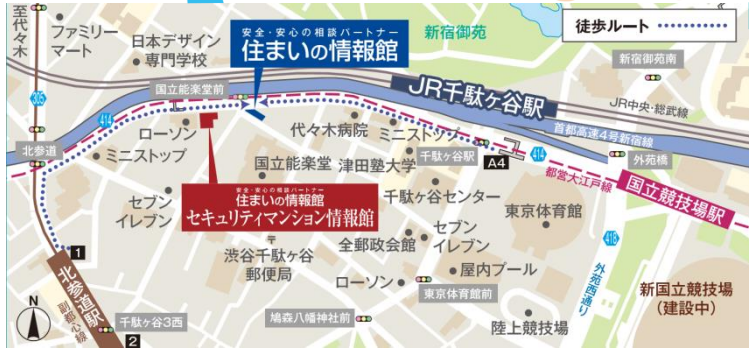 至代々木
ファミリー
マート
日本デザイン
専門学校
安全・安心の相談パートナー
住まいの情報館
新宿御苑
徒歩ルート
新宿御苑南
国立能楽堂前
JR千駄ヶ谷駅
JR中央・総武線
首都高速4号新宿線
305
414
ローソン
代々木病院
ミニストップ
北参道
ミニストップ
国立能楽堂
津田塾大学
千駄ヶ谷駅
A4
414
外苑橋
都営大江戸線
国立競技場駅
安全・安心の相談パートナー
住まいの情報館
セキュリティマンション情報館
セブン
イレブン
千駄ヶ谷センター
東京体育館
418
全郵政会館
セブン
イレブン
外苑西通り
1
北参道駅
副都心線
〒
渋谷千駄ヶ谷
郵便局
ローソン
屋内プール
東京体育館前
新国立競技場
(建設中)
N
千駄ヶ谷3西
2
鳩森八幡神社前
陸上競技場